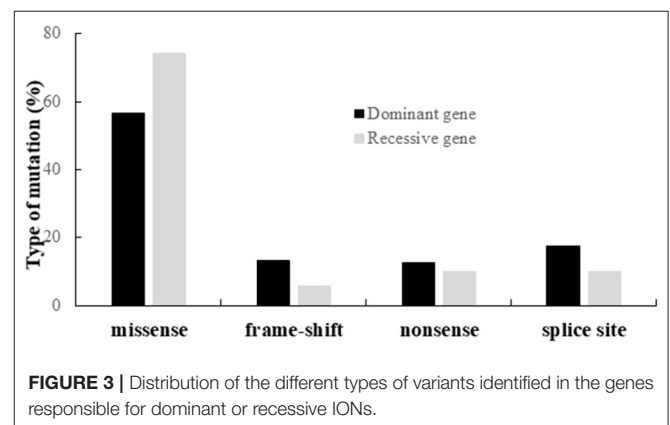 80
60
40
20
0
Type of mutation (%)
Dominant gene
Recessive gene
missense frame-shift nonsense splice site
FIGURE 3 | Distribution of the different types of variants identified in the genes
responsible for dominant or recessive IONs.